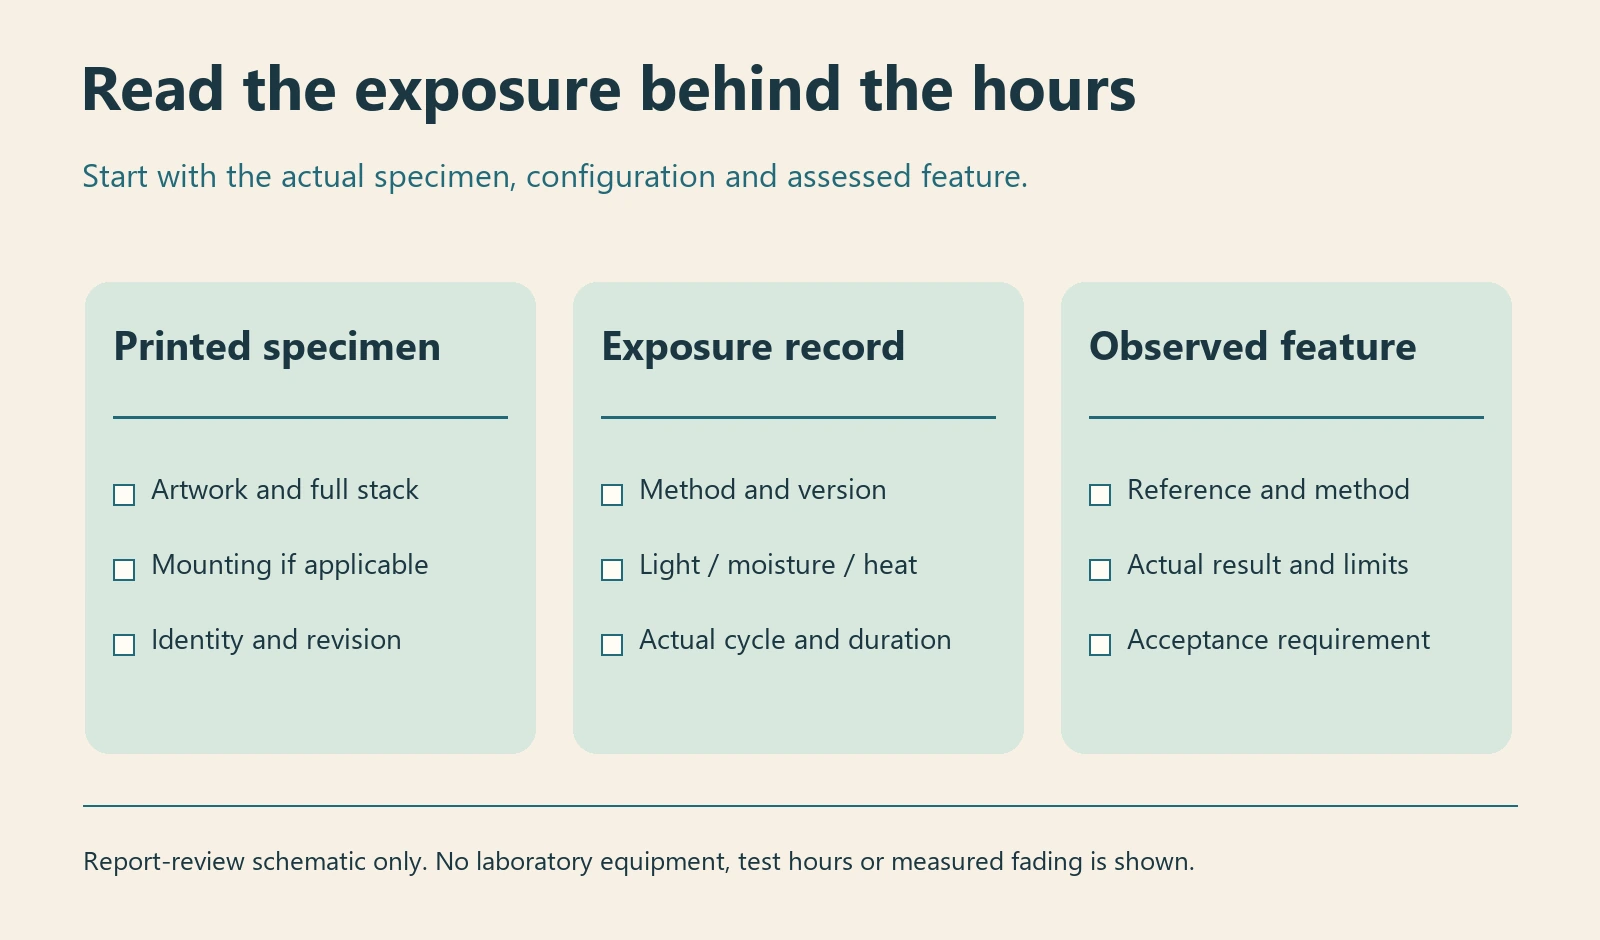 Read the exposure behind the hours
Start with the actual specimen, configuration and assessed feature.
Printed specimen
Artwork and full stack
Mounting if applicable
Identity and revision
Exposure record
Method and version
Light / moisture / heat
Actual cycle and duration
Observed feature
Reference and method
Actual result and limits
Acceptance requirement
Report-review schematic only. No laboratory equipment, test hours or measured fading is shown.